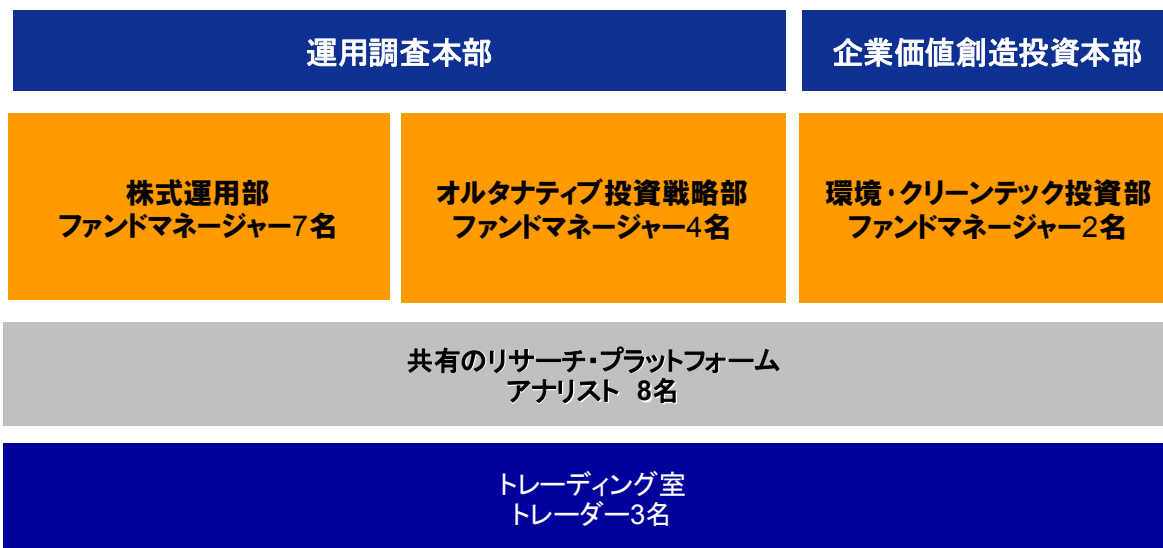 運用調査本部
企業価値創造投資本部
株式運用部
ファンドマネージャー7名
オルタナティブ投資戦略部
ファンドマネージャー4名
環境・クリーンテック投資部
ファンドマネージャー2名
共有のリサーチ・プラットフォーム
アナリスト　8名
トレーディング室
トレーダー3名